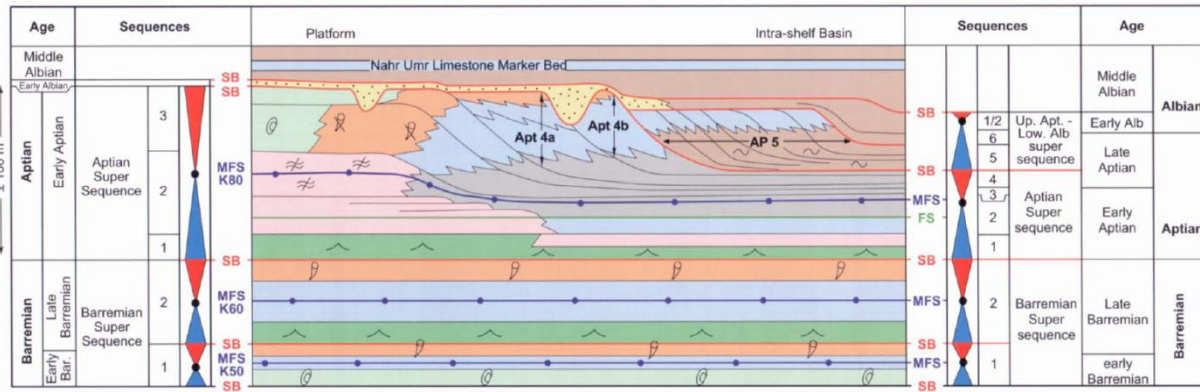 Age
Sequences
Platform
Intra-shelf Basin
Sequences
Age
Middle
Albian
Early Albian
Nahr Umr Limestone Marker Bed
SB
SB
Aptian
Early Aptian
Aptian
Super
Sequence
3
2
1
MFS
K80
SB
Apt 4a
Apt 4b
AP 5
Barremian
Late
Barremian
Early
Bar.
Barremian
Super
Sequence
2
1
MFS
K60
SB
MFS
K50
SB
SB
SB
MFS
FS
SB
MFS
SB
MFS
SB
1/2
6
5
4
3
2
1
2
1
Up. Apt. -
Low. Alb
super
sequence
Aptian
Super
sequence
Barremian
Super
sequence
Middle
Albian
Early Alb
Late
Aptian
Early
Aptian
Late
Barremian
early
Barremian
Albian
Aptian
Barremian